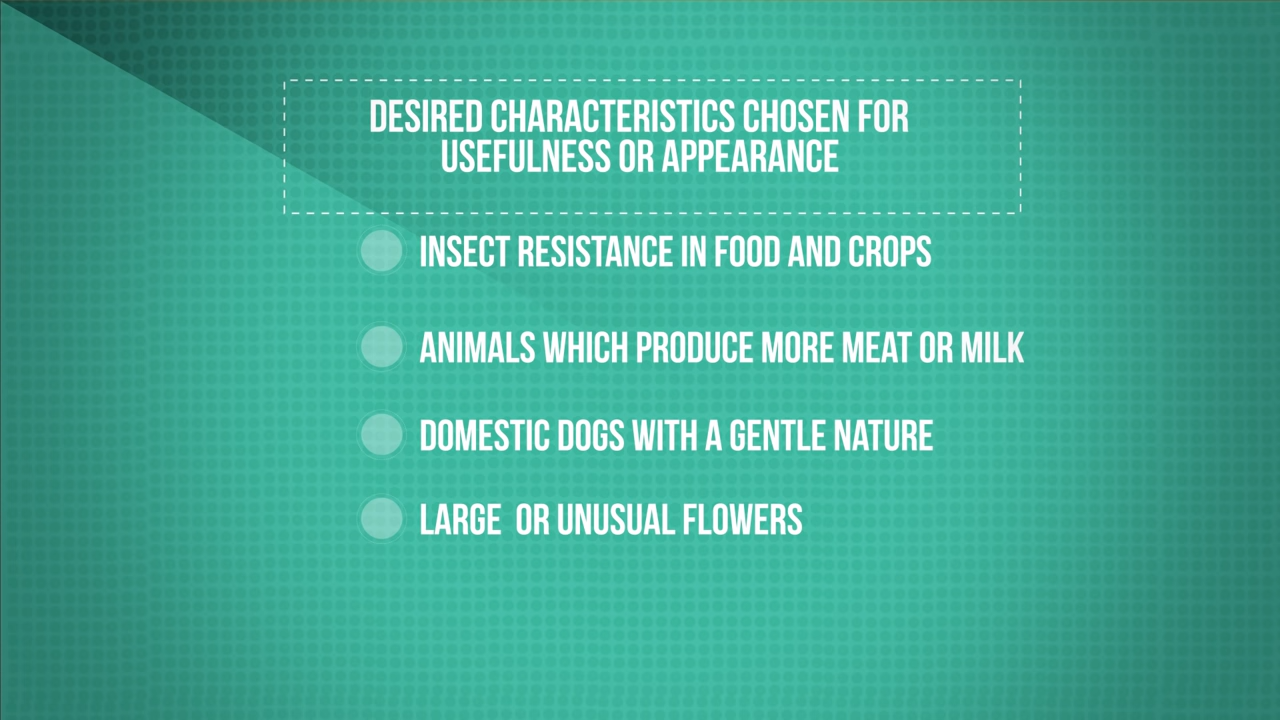 DESIRED CHARACTERISTICS CHOSEN FOR
USEFULNESS OR APPEARANCE
INSECT RESISTANCE IN FOOD AND CROPS
ANIMALS WHICH PRODUCE MORE MEAT OR MILK
DOMESTIC DOGS WITH A GENTLE NATURE
LARGE OR UNUSUAL FLOWERS